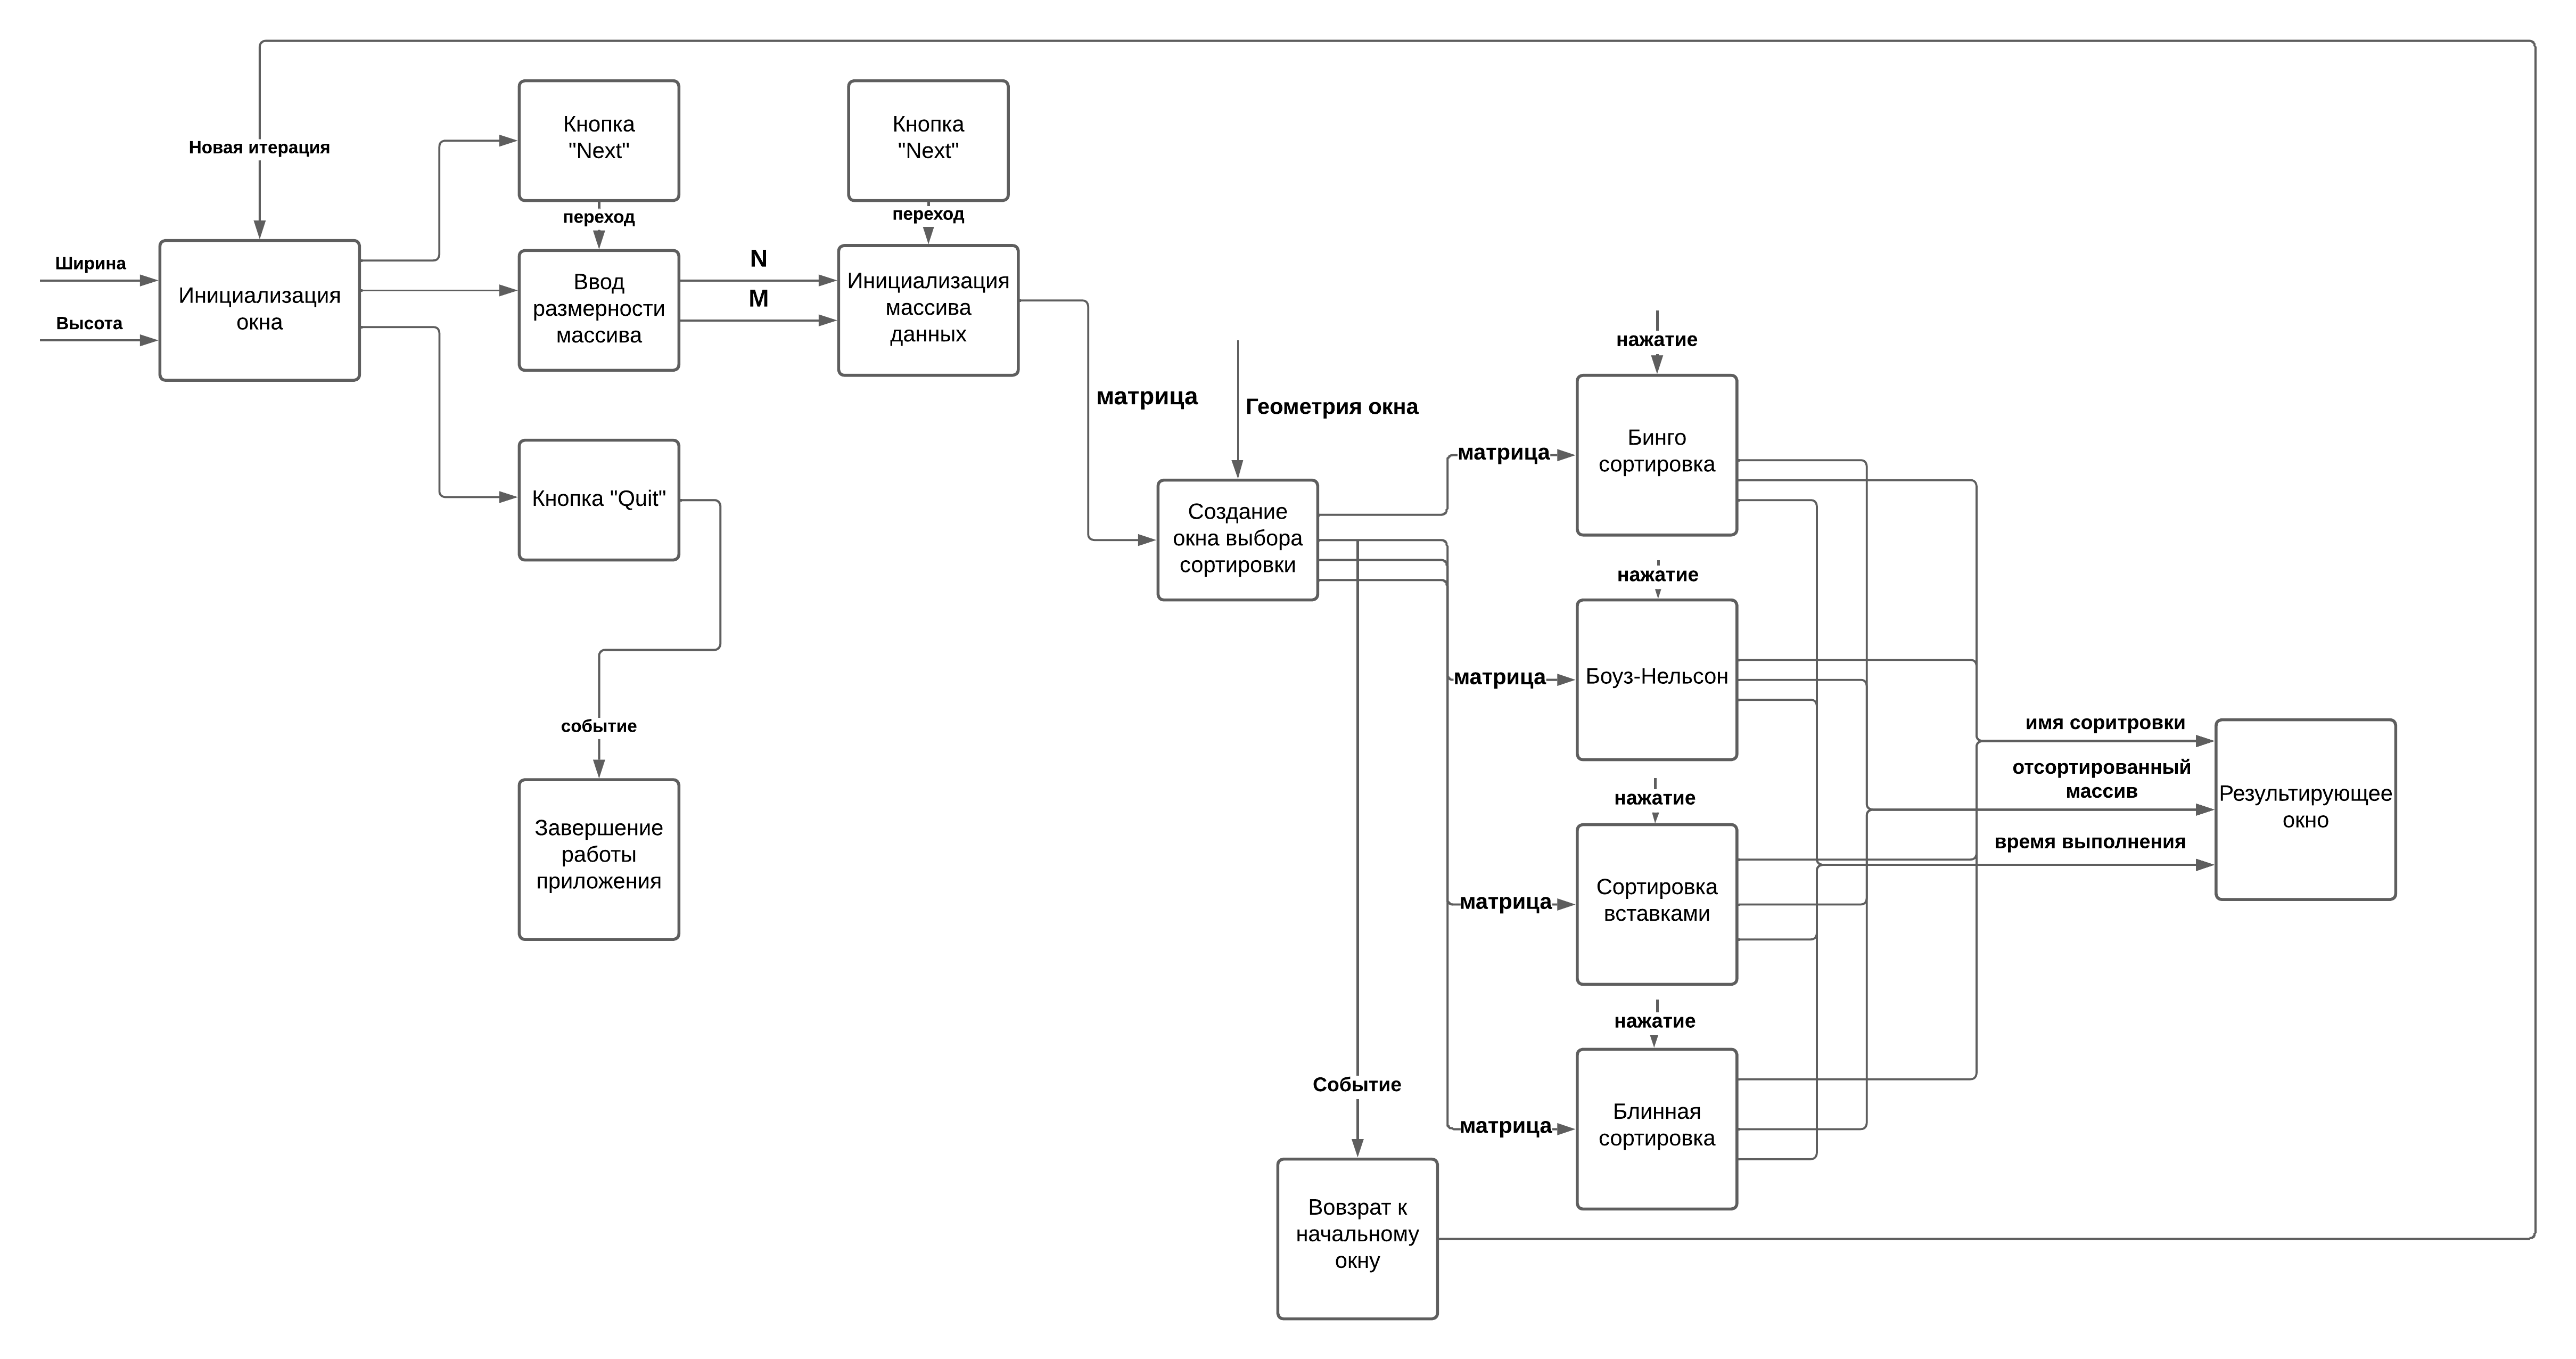 Новая итерация
Ширина
Высота
Инициализация
окна
Кнопка
"Next"
переход
Ввод
размерности
массива
N
M
Кнопка
"Next"
переход
Инициализация
массива
данных
Кнопка "Quit"
событие
Завершение
работы
приложения
матрица
Геометрия окна
Создание
окна выбора
сортировки
Событие
Вовзрат к
начальному
окну
матрица
нажатие
Бинго
сортировка
матрица
нажатие
Боуз-Нельсон
матрица
нажатие
Сортировка
вставками
матрица
нажатие
Блинная
сортировка
имя соритровки
отсортированный
массив
время выполнения
Результирующее
окно